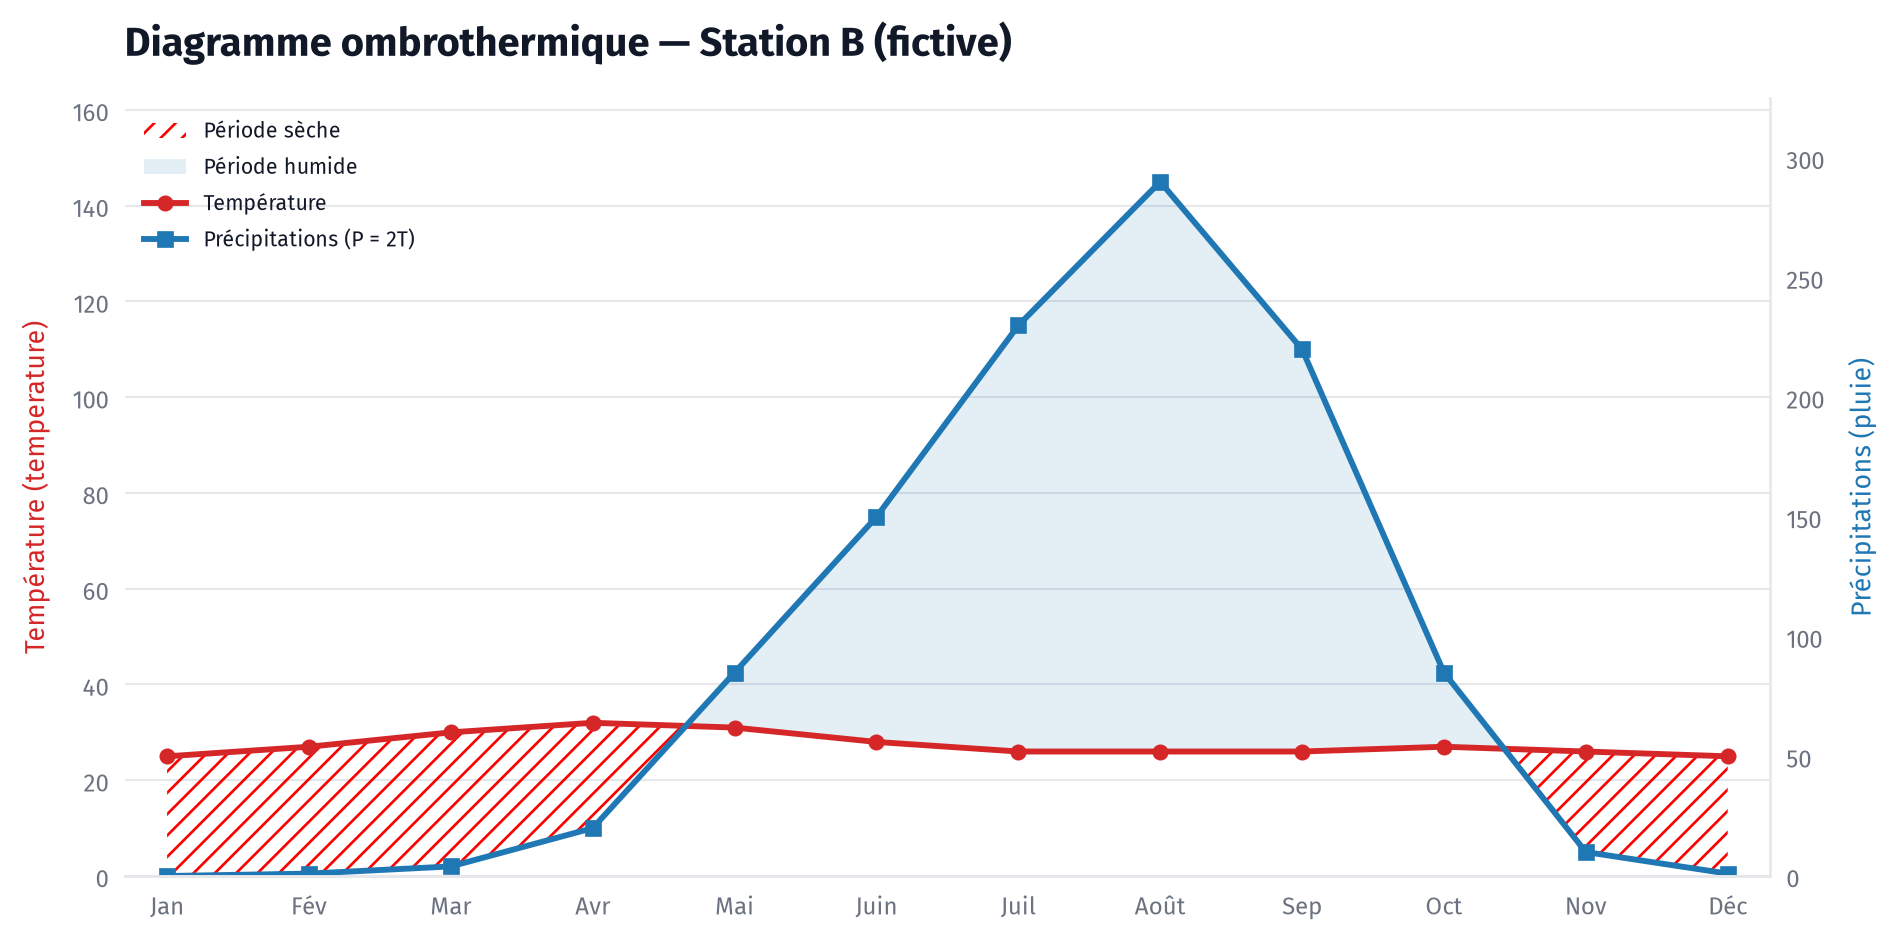 Diagramme ombrothermique — Station B (fictive)
Période sèche
Période humide
Température
Précipitations (P = 2T)
Température (temperature)
160
140
120
100
80
60
40
20
0
Précipitations (pluie)
300
250
200
150
100
50
0
Jan Fév Mar Avr Mai Juin Juil Août Sep Oct Nov Déc